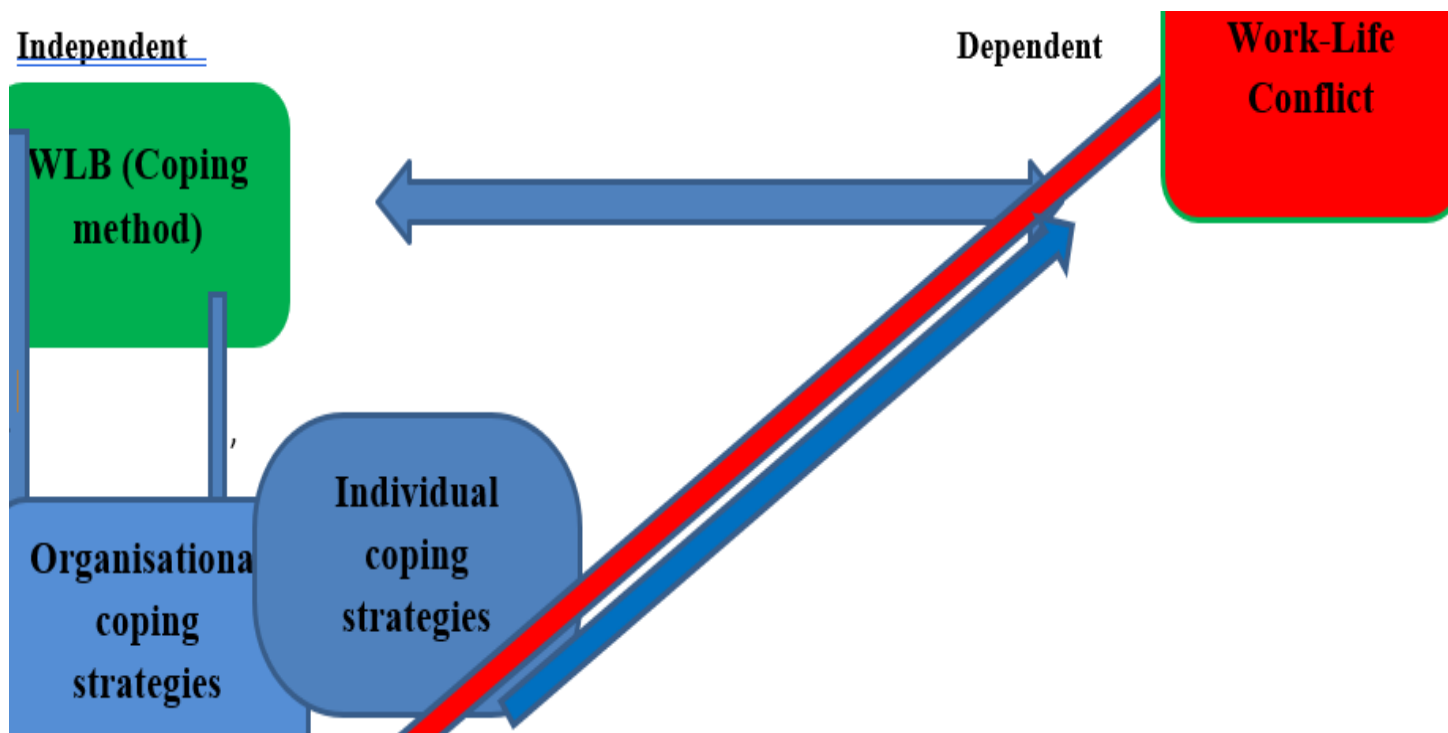 Independent
Dependent
Work-Life
Conflict
WLB (Coping
method)
,
Individual
coping
strategies
Organisationa
coping
strategies